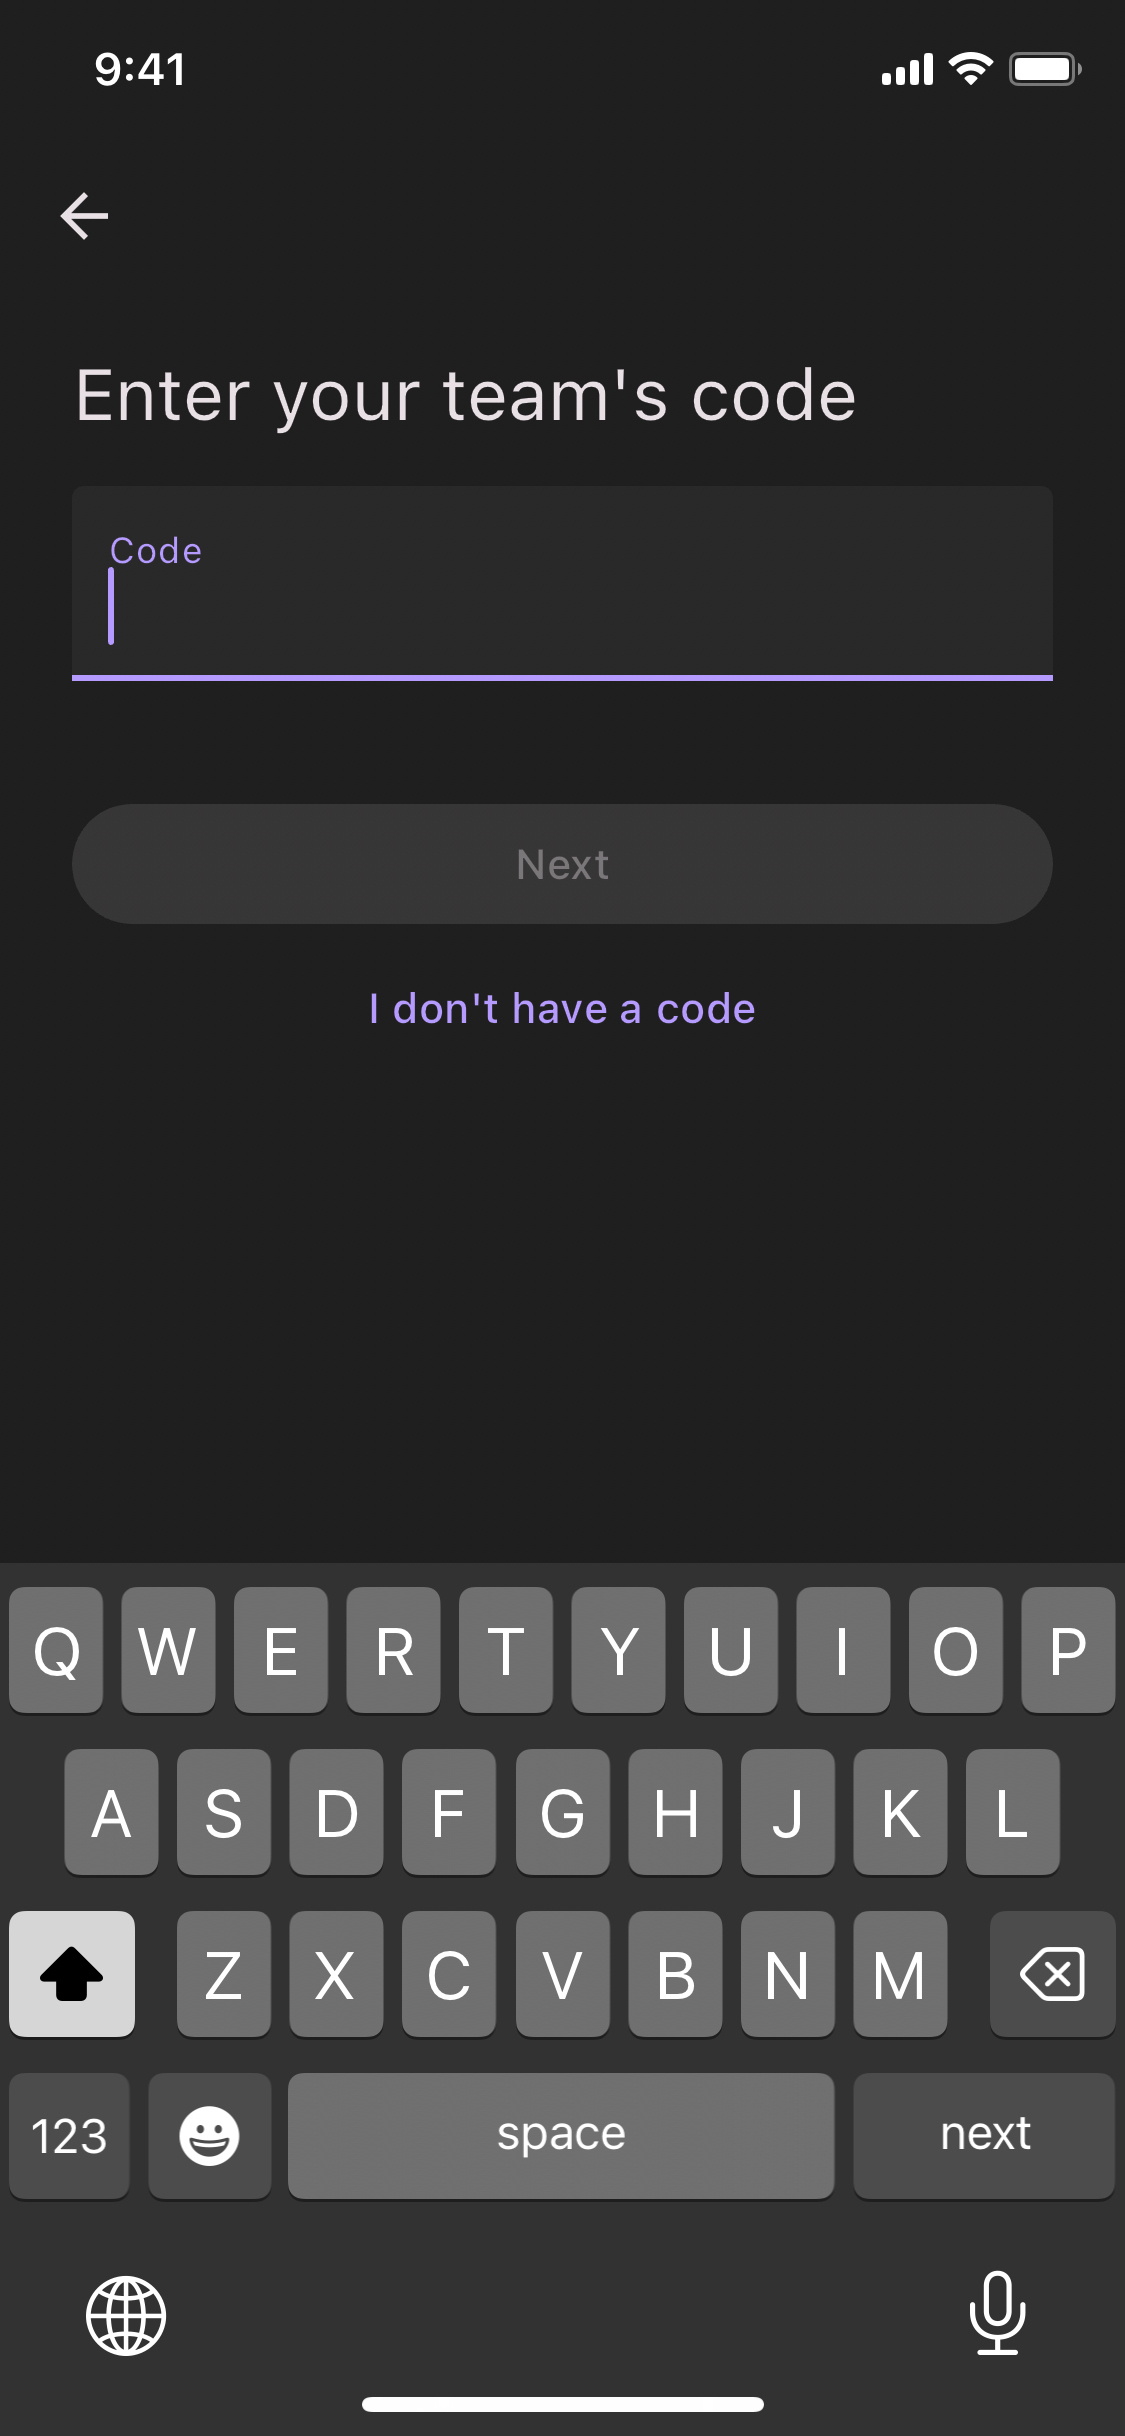 9:41
Enter your team's code
Code
Next
I don't have a code
Q W E R T Y U I O P
A S D F G H J K L
Z X C V B N M
123 space next